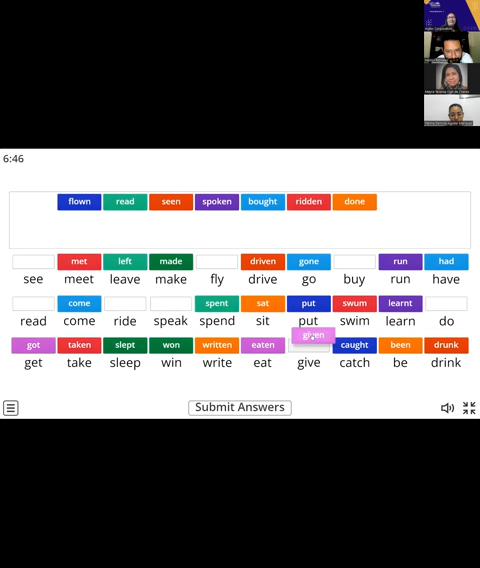 6:46
flown read seen spoken bought ridden done
met left made driven gone run had
see meet leave make fly drive go buy run have
come spent sat put swum learnt
read come ride speak spend sit put swim learn do
given
got taken slept won written eaten caught been drunk
get take sleep win write eat give catch be drink
Submit Answers